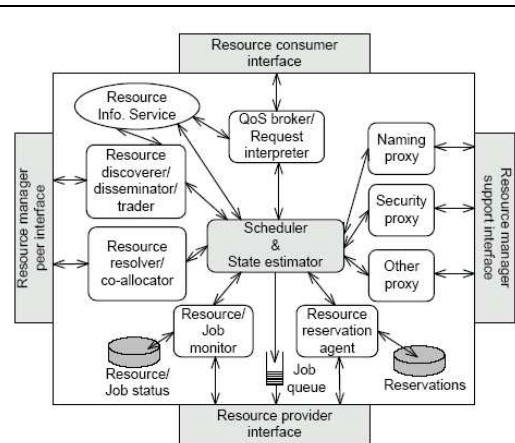 Resource consumer
interface
Resource
Info. Service
QoS broker/
Request
interpreter
Naming
proxy
Resource
discoverer/
disseminator/
trader
Security
proxy
Scheduler
&
State estimator
Resource
resolver/
co-allocator
Other
proxy
Resource manager
peer interface
Resource manager
support interface
Resource/
Job
monitor
Resource
reservation
agent
Resource/
Job status
Job
queue
Reservations
Resource provider
interface